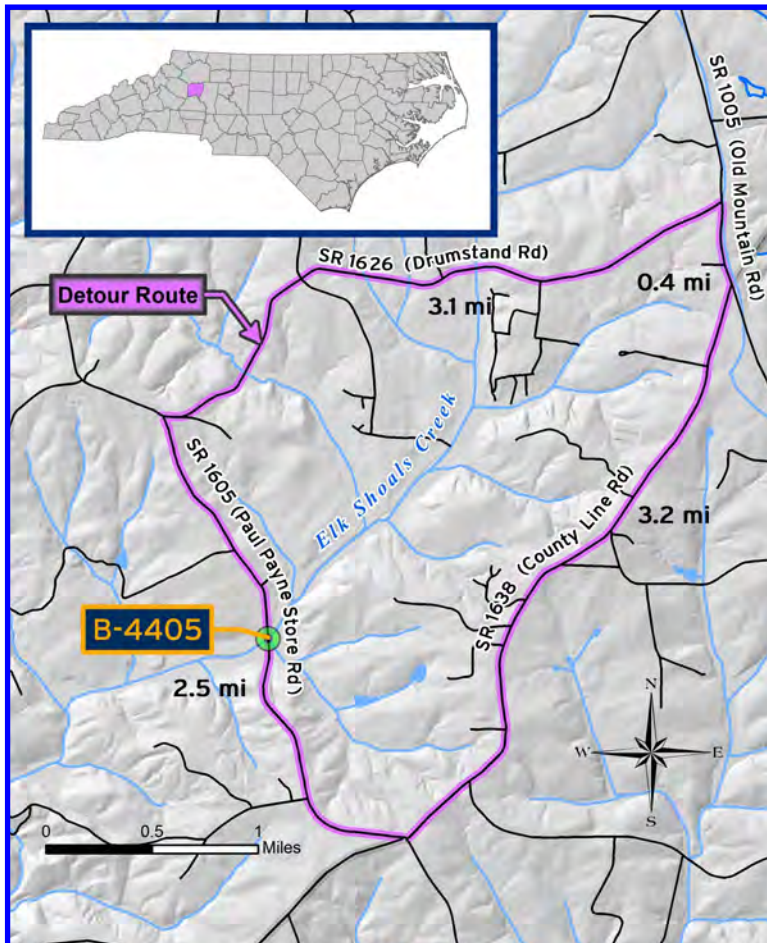 SR 1005 (Old Mountain Rd)
SR 1626 (Drumstand Rd)
Detour Route
3.1 mi
0.4 mi
Elk Shoals Creek
SR 1605 (Paul Payne Store Rd)
SR 1638 (County Line Rd)
3.2 mi
B-4405
2.5 mi
N
W
E
S
0 0.5 1
Miles